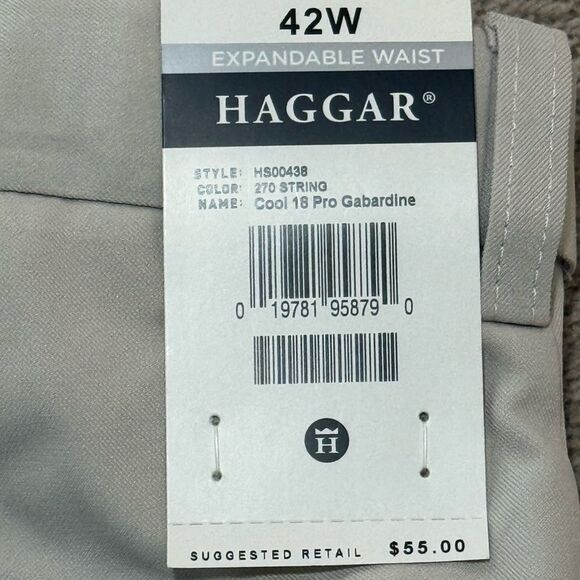 42W
EXPANDABLE WAIST
HAGGAR®
STYLE: HS00438
COLOR: 270 STRING
NAME: Cool 18 Pro Gabardine
0 19781 95879 0
H
SUGGESTED RETAIL $55.00